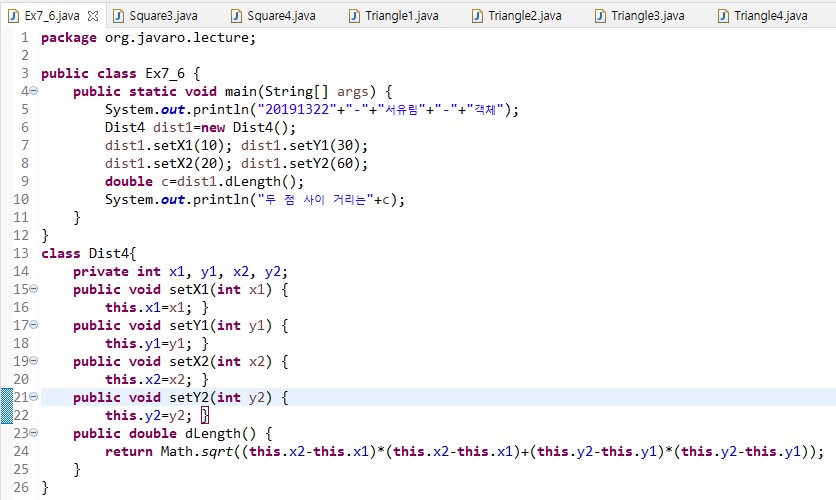 Ex7_6.java Square3.java Square4.java Triangle1.java Triangle2.java Triangle3.java Triangle4.java
1 package org.javaro.lecture;
2
3 public class Ex7_6 {
4 public static void main(String[] args) {
5 System.out.println("20191322"+"-"+"서유림"+"-"+"객체");
6 Dist4 dist1=new Dist4();
7 dist1.setX1(10); dist1.setY1(30);
8 dist1.setX2(20); dist1.setY2(60);
9 double c=dist1.dLength();
10 System.out.println("두 점 사이 거리는"+c);
11 }
12 }
13 class Dist4{
14 private int x1, y1, x2, y2;
15 public void setX1(int x1) {
16 this.x1=x1; }
17 public void setY1(int y1) {
18 this.y1=y1; }
19 public void setX2(int x2) {
20 this.x2=x2; }
21 public void setY2(int y2) {
22 this.y2=y2; }
23 public double dLength() {
24 return Math.sqrt((this.x2-this.x1)*(this.x2-this.x1)+(this.y2-this.y1)*(this.y2-this.y1));
25 }
26 }